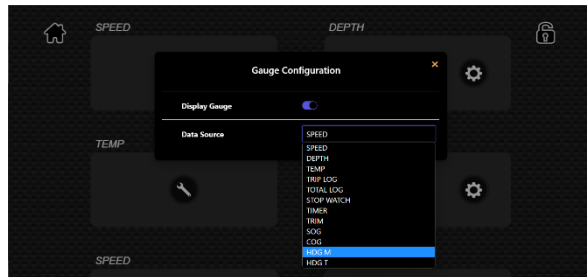 SPEED
DEPTH
Gauge Configuration
×
Display Gauge
Data Source
SPEED
SPEED
DEPTH
TEMP
TRIP LOG
TOTAL LOG
STOP WATCH
TIMER
TRIM
SOG
COG
HDG M
HDG T
TEMP
SPEED